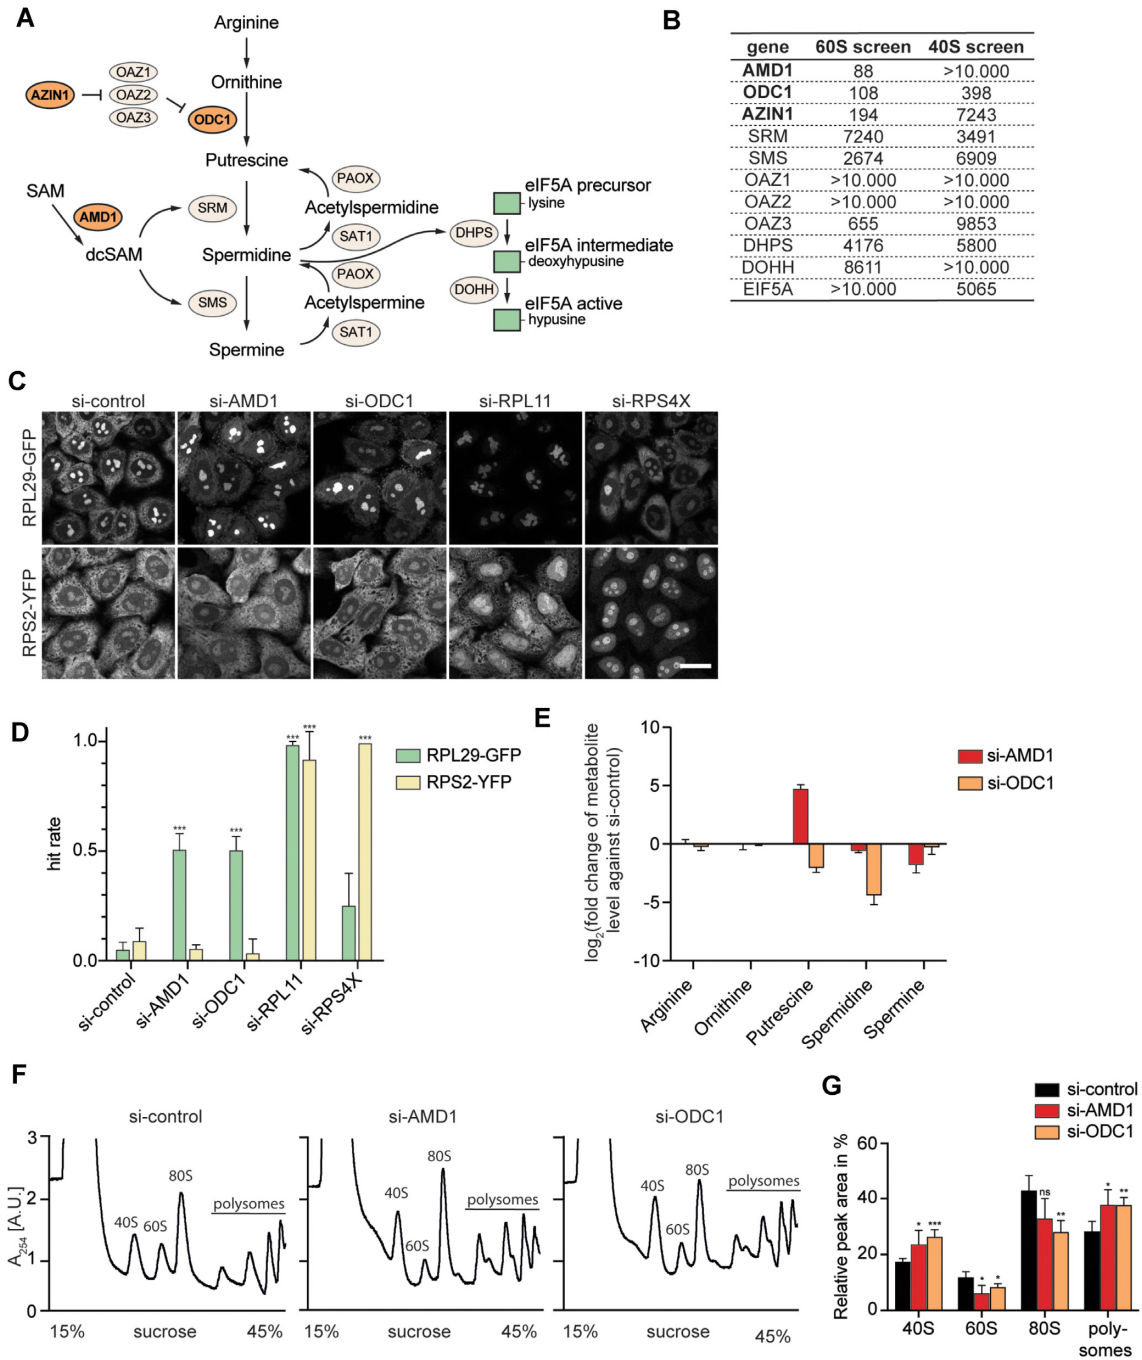 A
Arginine
Ornithine
OAZ1
AZIN1
OAZ2
OAZ3
ODC1
Putrescine
SAM
AMD1
dcSAM
SRM
PAOX
Acetylspermidine
SAT1
Spermidine
PAOX
Acetylspermine
SMS
SAT1
Spermine
DHPS
DOHH
eIF5A precursor
lysine
eIF5A intermediate
deoxyhypusine
eIF5A active
hypusine
B
gene 60S screen 40S screen
AMD1 88 >10.000
ODC1 108 398
AZIN1 194 7243
SRM 7240 3491
SMS 2674 6909
OAZ1 >10.000 >10.000
OAZ2 >10.000 >10.000
OAZ3 655 9853
DHPS 4176 5800
DOHH 8611 >10.000
EIF5A >10.000 5065
C
si-control si-AMD1 si-ODC1 si-RPL11 si-RPS4X
RPL29-GFP
RPS2-YFP
D
hit rate
1.0
0.5
0.0
*** *** *** *** ***
RPL29-GFP
RPS2-YFP
si-control si-AMD1 si-ODC1 si-RPL11 si-RPS4X
E
log2(fold change of metabolite
level against si-control)
10
5
0
-5
-10
si-AMD1
si-ODC1
Arginine Ornithine Putrescine Spermidine Spermine
F
si-control si-AMD1 si-ODC1
A254 [A.U.]
3
2
1
0
40S 60S 80S polysomes
40S 60S 80S polysomes
40S 60S 80S polysomes
15% sucrose 45%
15% sucrose 45%
15% sucrose 45%
G
si-control
si-AMD1
si-ODC1
Relative peak area in %
60
40
20
0
* *** * * ns ** * **
40S 60S 80S poly-
somes